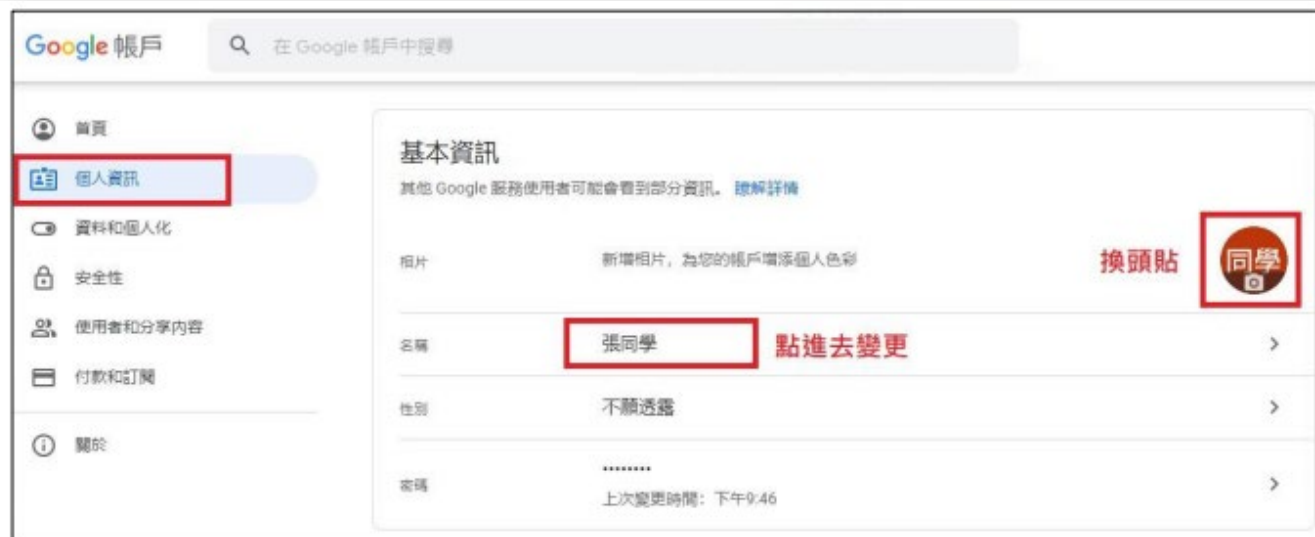 Google 帳戶
在 Google 帳戶中搜尋
首頁
個人資訊
資料和個人化
安全性
使用者和分享內容
付款和訂閱
關於
基本資訊
其他 Google 服務使用者可能會看到部分資訊。 瞭解詳情
相片 新增相片，為您的帳戶增添個人色彩 換頭貼 同學
名稱 張同學 點進去變更
性別 不願透露
密碼 ••••••••
上次變更時間：下午9:46